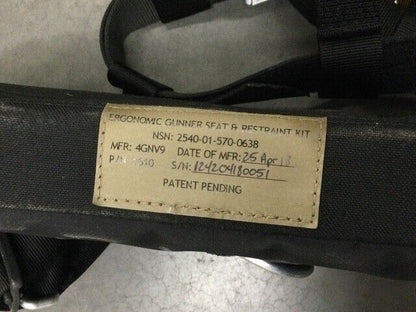 ERGONOMIC GUNNER SEAT & RESTRAINT KIT
NSN: 2540-01-570-0638
MFR: 4GNV9 DATE OF MFR: 25 Apr 18
P/N: S/N: 124204180051
PATENT PENDING